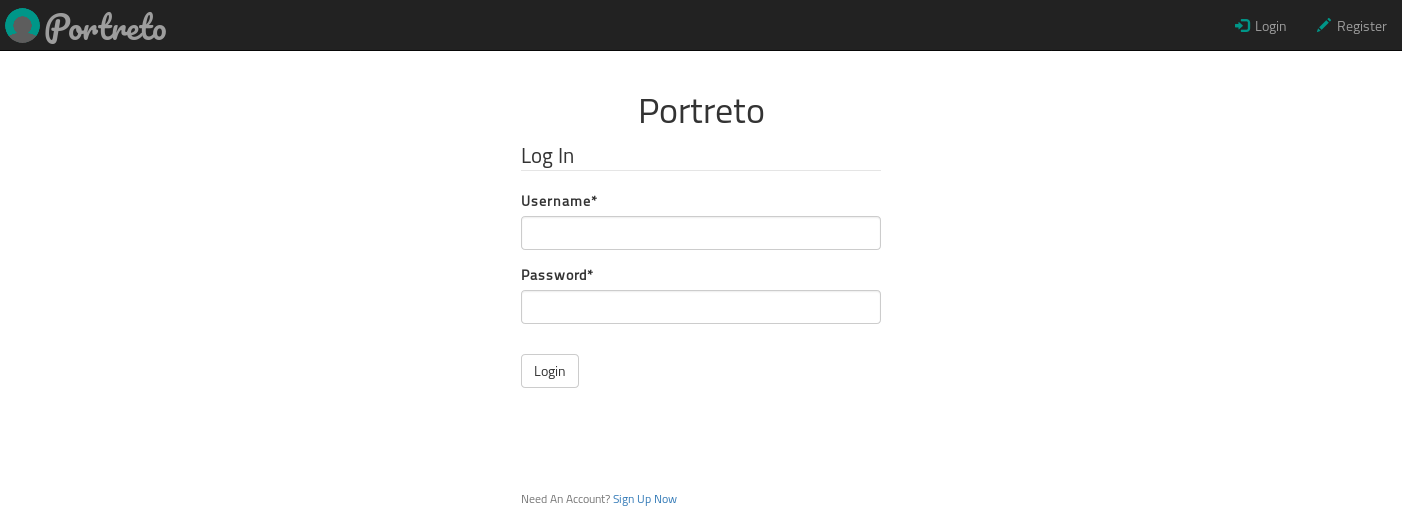 Portreto
Login
Register
Portreto
Log In
Username*
Password*
Login
Need An Account? Sign Up Now